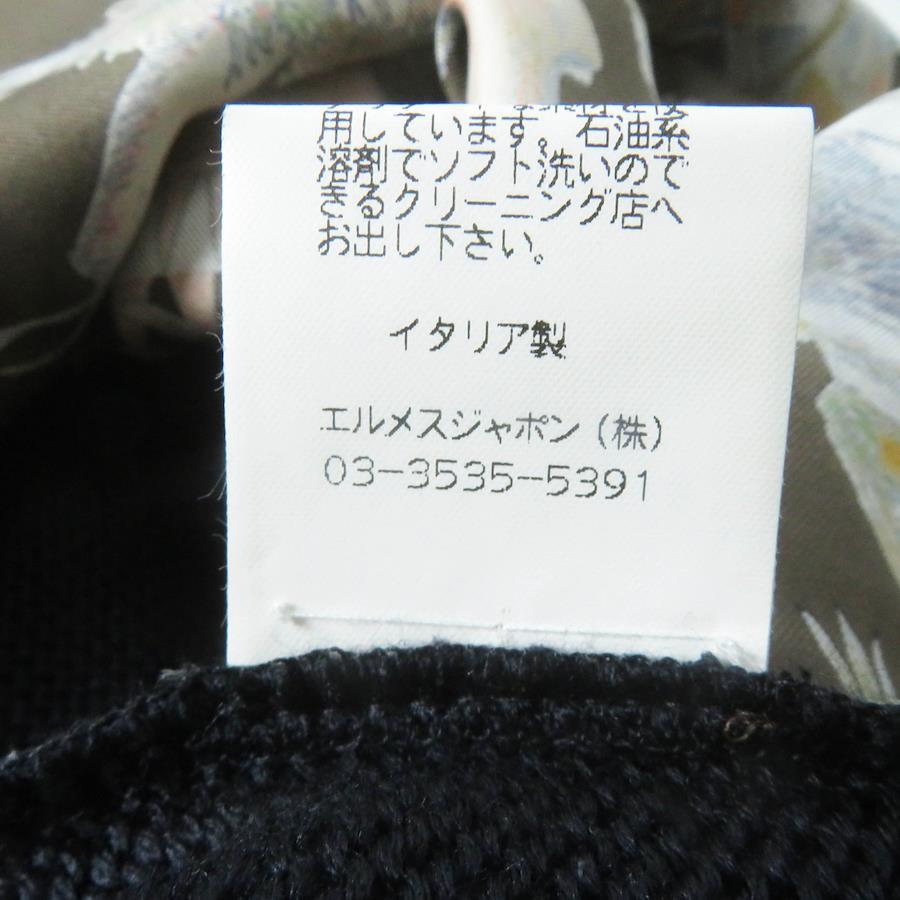 用しています。石油系
溶剤でソフト洗いので
きるクリーニング店へ
お出し下さい。
イタリア製
エルメスジャポン(株)
03-3535-5391